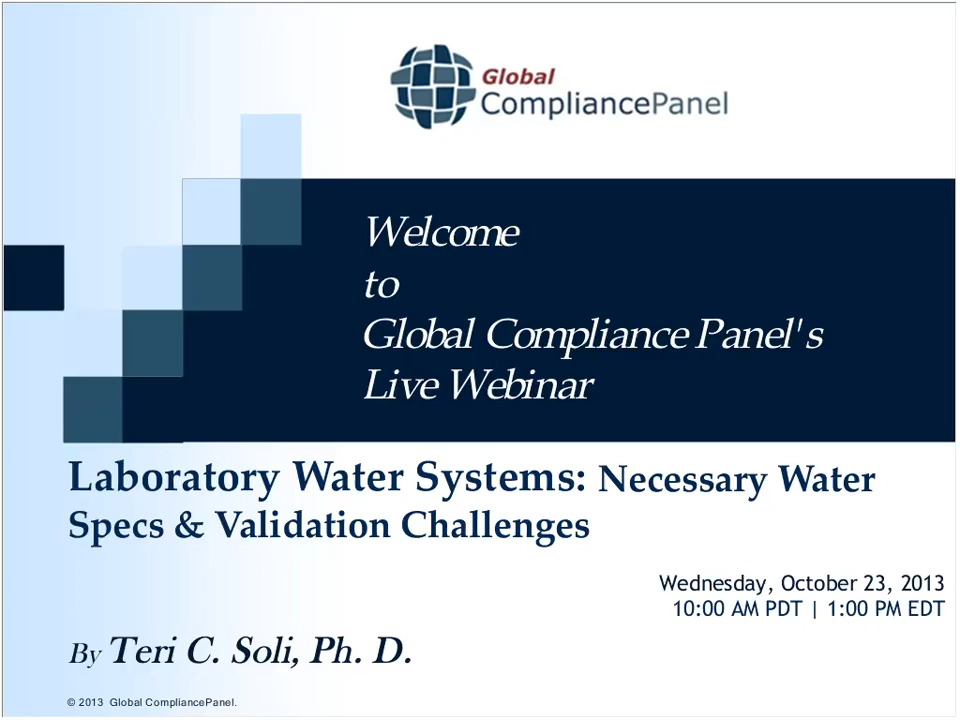 Global
CompliancePanel
Welcome
to
Global Compliance Panel's
Live Webinar
Laboratory Water Systems: Necessary Water
Specs & Validation Challenges
Wednesday, October 23, 2013
10:00 AM PDT | 1:00 PM EDT
By Teri C. Soli, Ph. D.
© 2013 Global CompliancePanel.